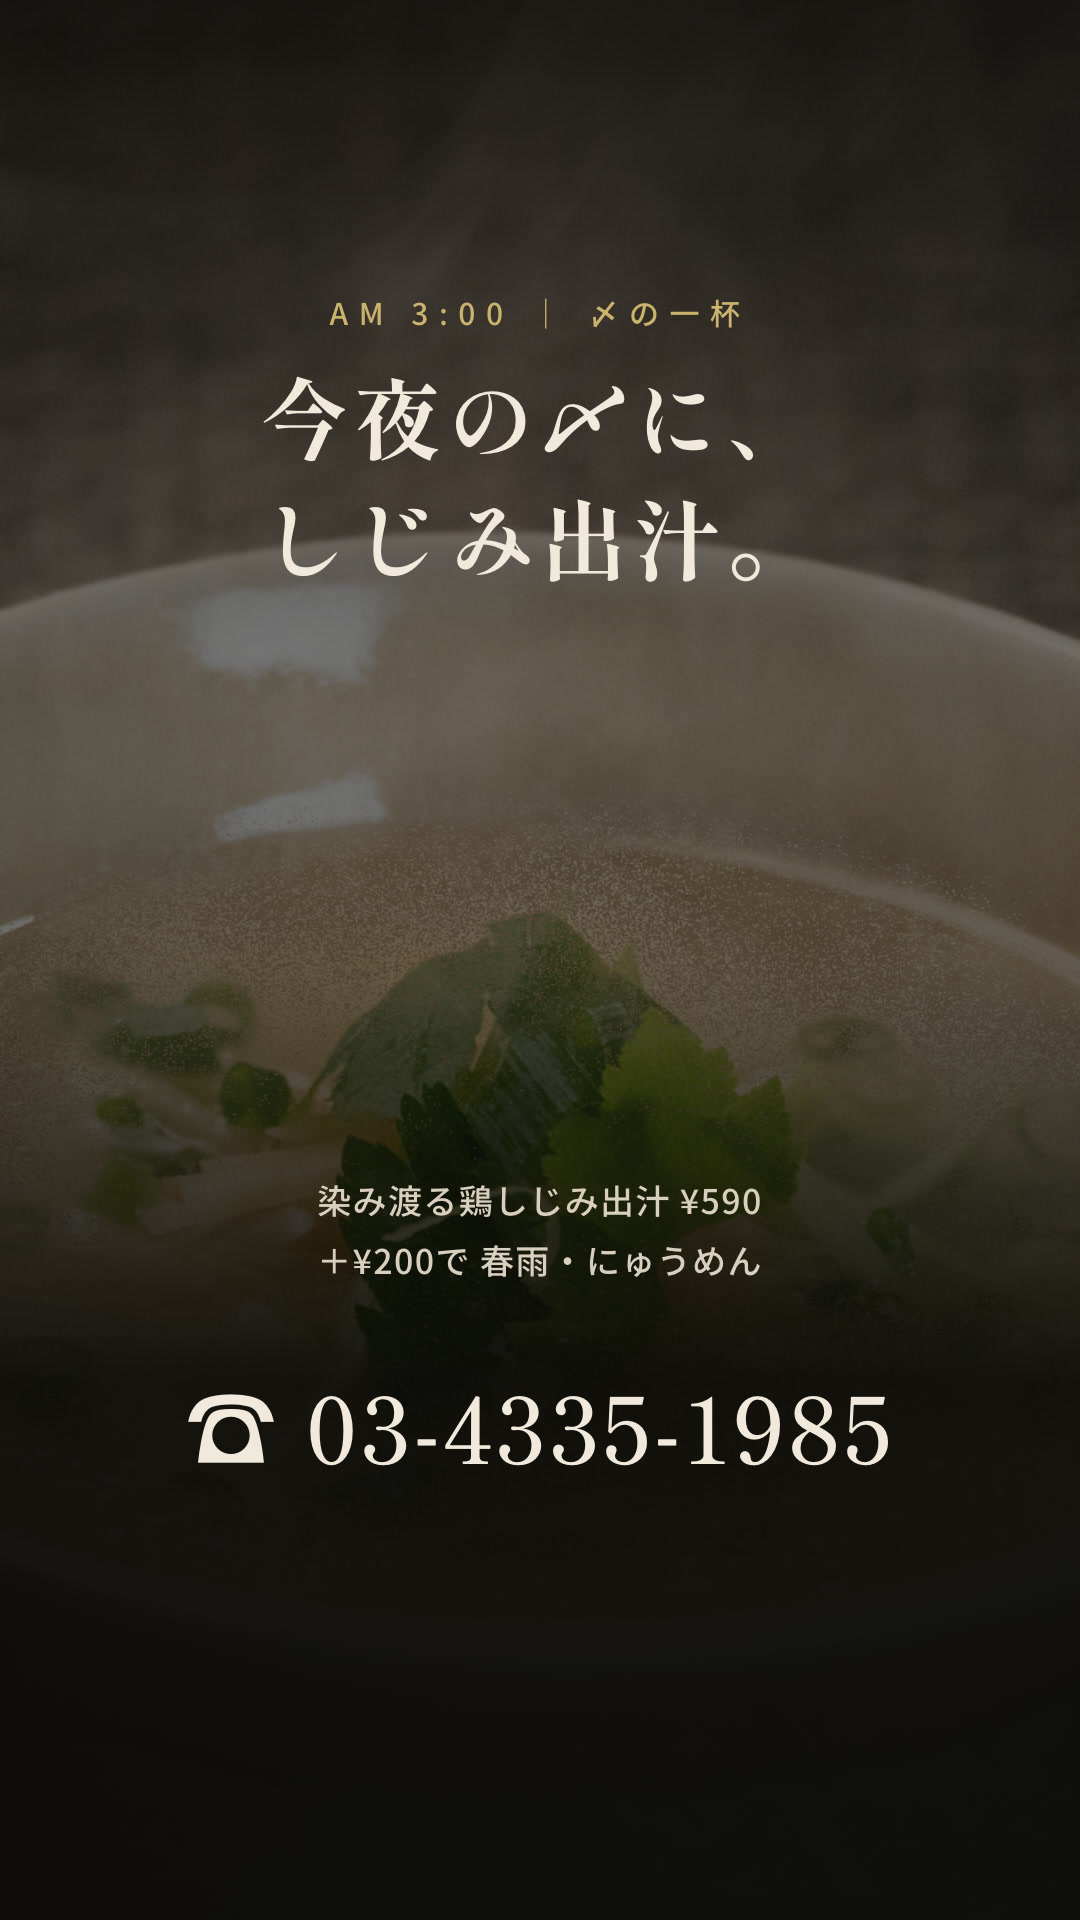 AM 3:00 | 〆の一杯
今夜の〆に、
しじみ出汁。
染み渡る鶏しじみ出汁 ¥590
＋¥200で 春雨・にゅうめん
☎ 03-4335-1985